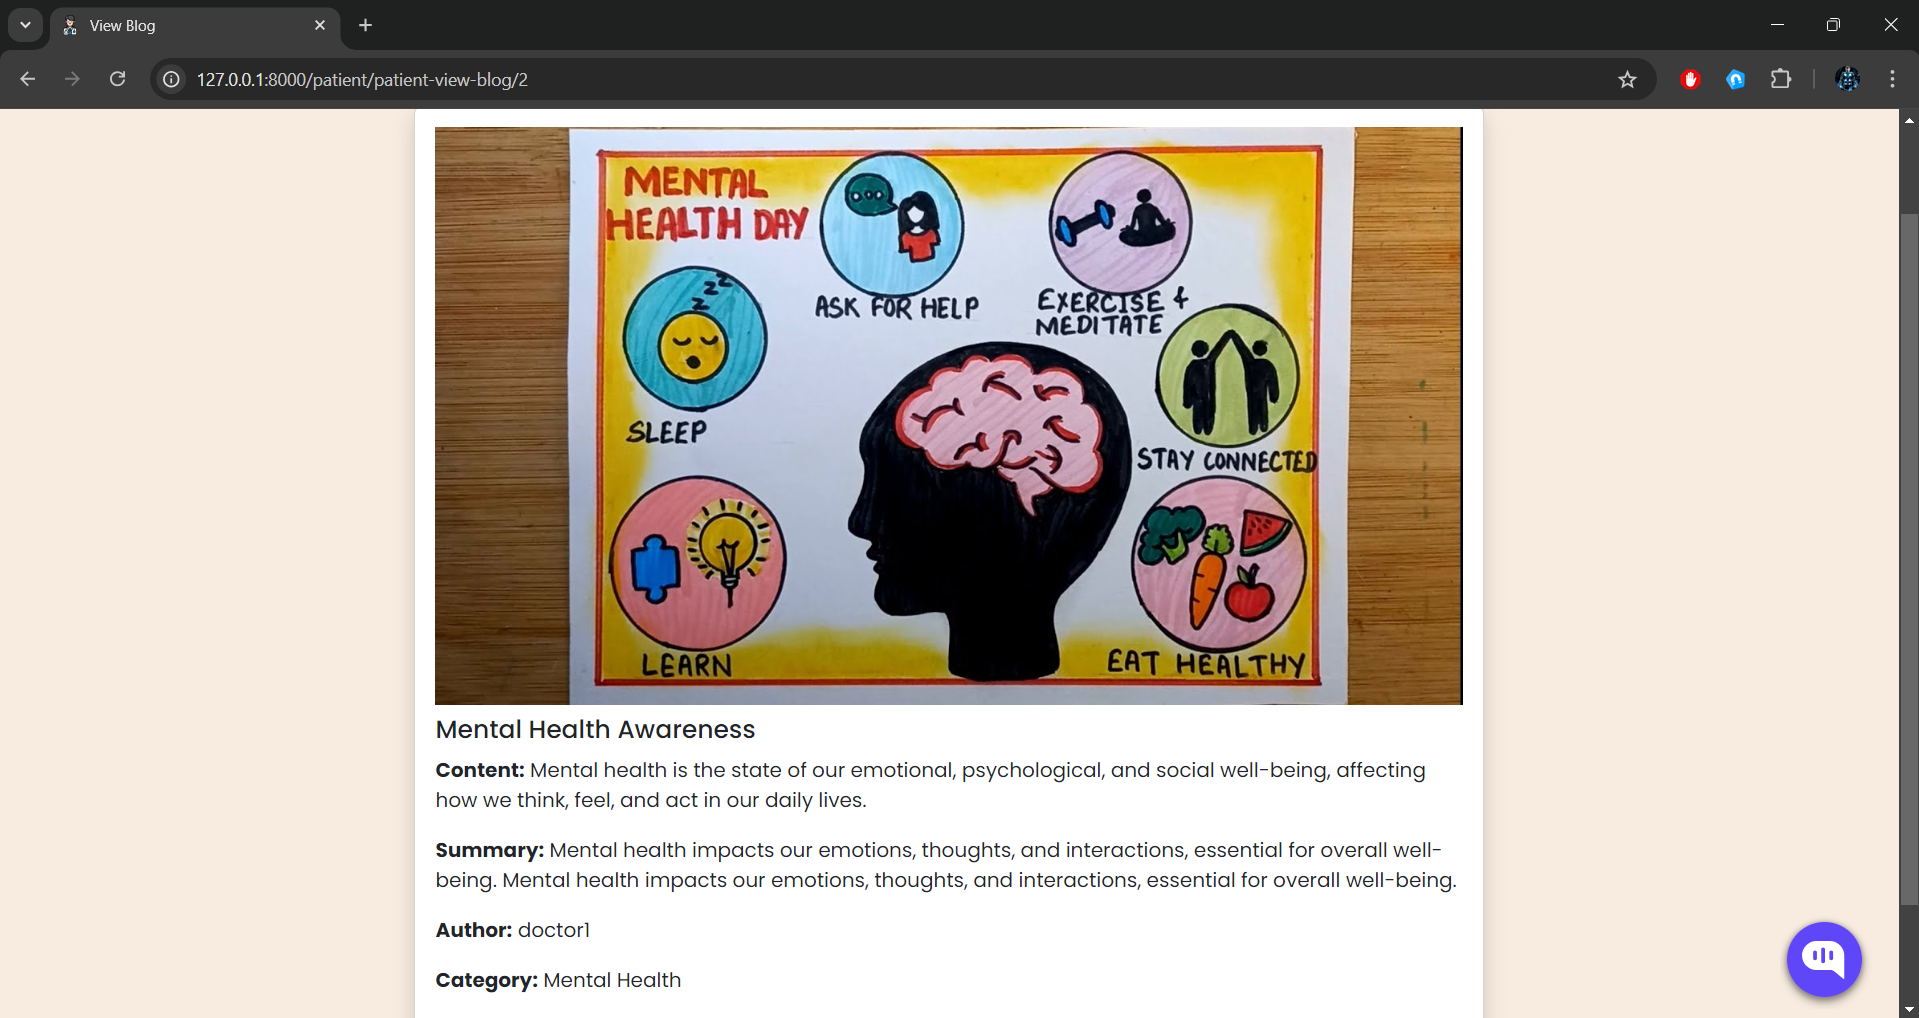 View Blog
127.0.0.1:8000/patient/patient-view-blog/2
MENTAL
HEALTH DAY
ASK FOR HELP
EXERCISE &
MEDITATE
z z z
SLEEP
STAY CONNECTED
LEARN
EAT HEALTHY
Mental Health Awareness
Content: Mental health is the state of our emotional, psychological, and social well-being, affecting
how we think, feel, and act in our daily lives.
Summary: Mental health impacts our emotions, thoughts, and interactions, essential for overall well-
being. Mental health impacts our emotions, thoughts, and interactions, essential for overall well-being.
Author: doctor1
Category: Mental Health